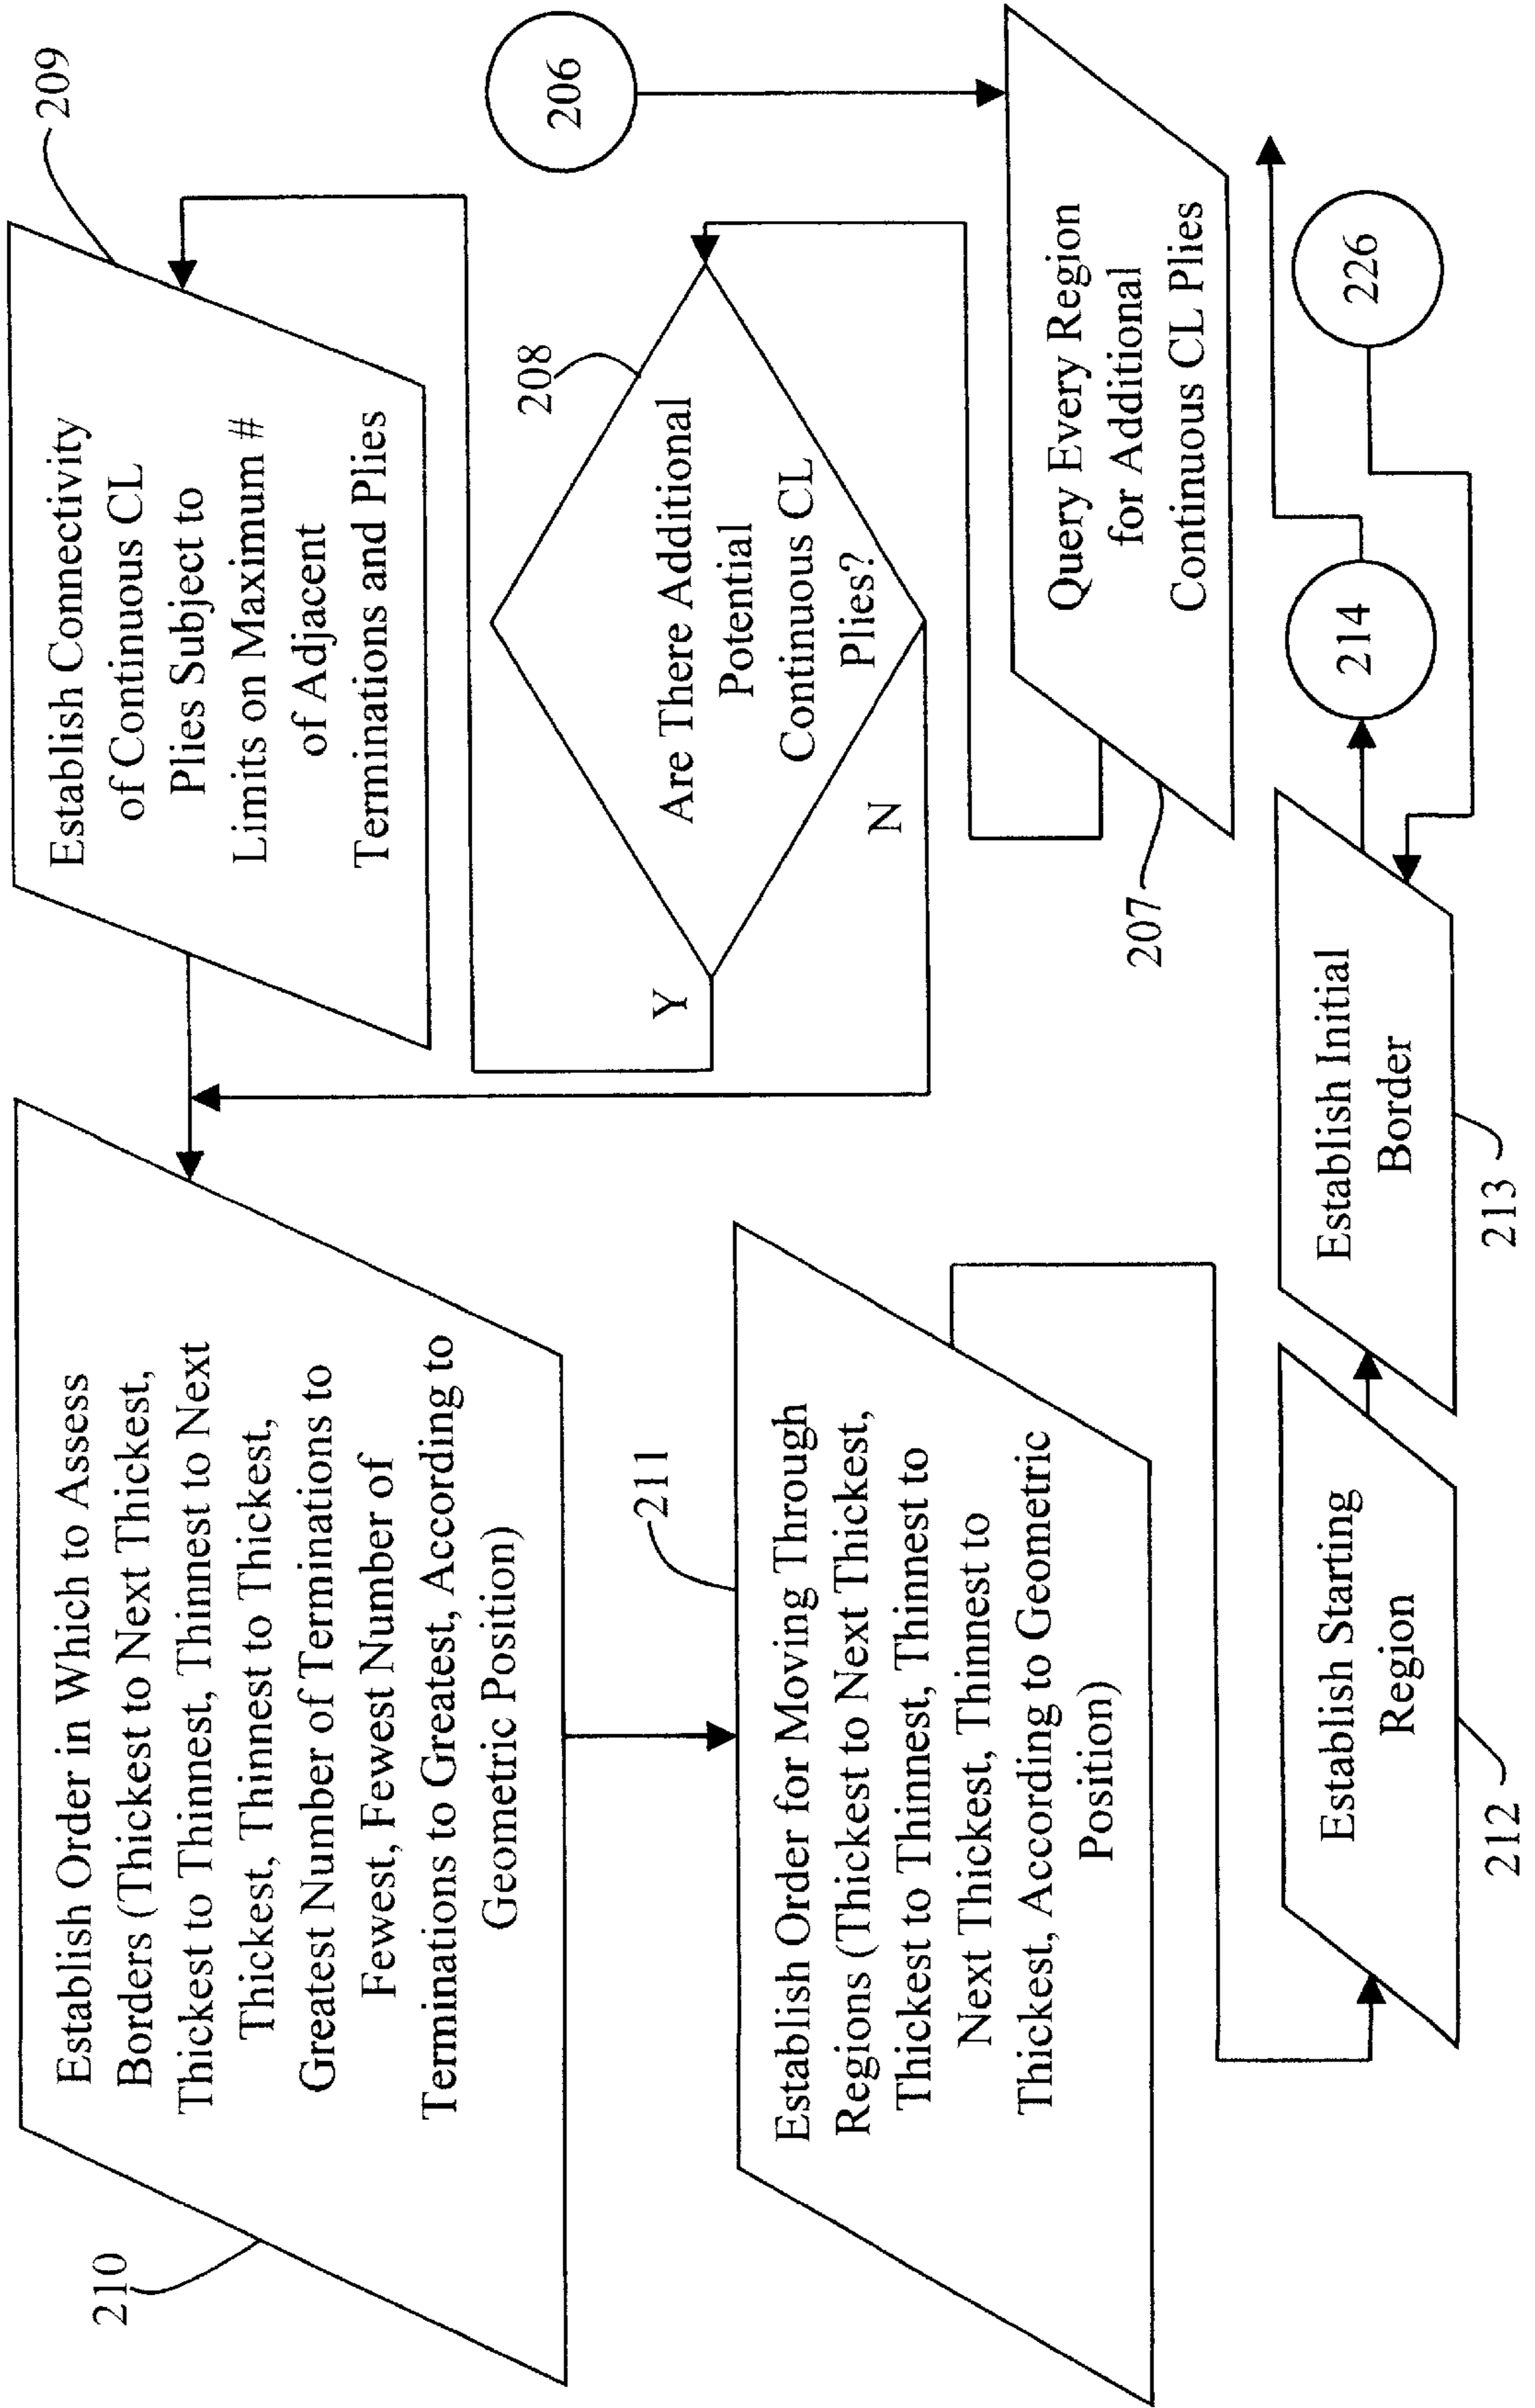 206
Query Every Region
for Additional
Continuous CL Plies
207
208
Are There Additional
Potential
Continuous CL
Plies?
Y
N
209
Establish Connectivity
of Continuous CL
Plies Subject to
Limits on Maximum #
of Adjacent
Terminations and Plies
210
Establish Order in Which to Assess
Borders (Thickest to Next Thickest,
Thickest to Thinnest, Thinnest to Next
Thickest, Thinnest to Thickest,
Greatest Number of Terminations to
Fewest, Fewest Number of
Terminations to Greatest, According to
Geometric Position)
211
Establish Order for Moving Through
Regions (Thickest to Next Thickest,
Thickest to Thinnest, Thinnest to
Next Thickest, Thinnest to
Thickest, According to Geometric
Position)
Establish Starting
Region
212
Establish Initial
Border
213
214
226